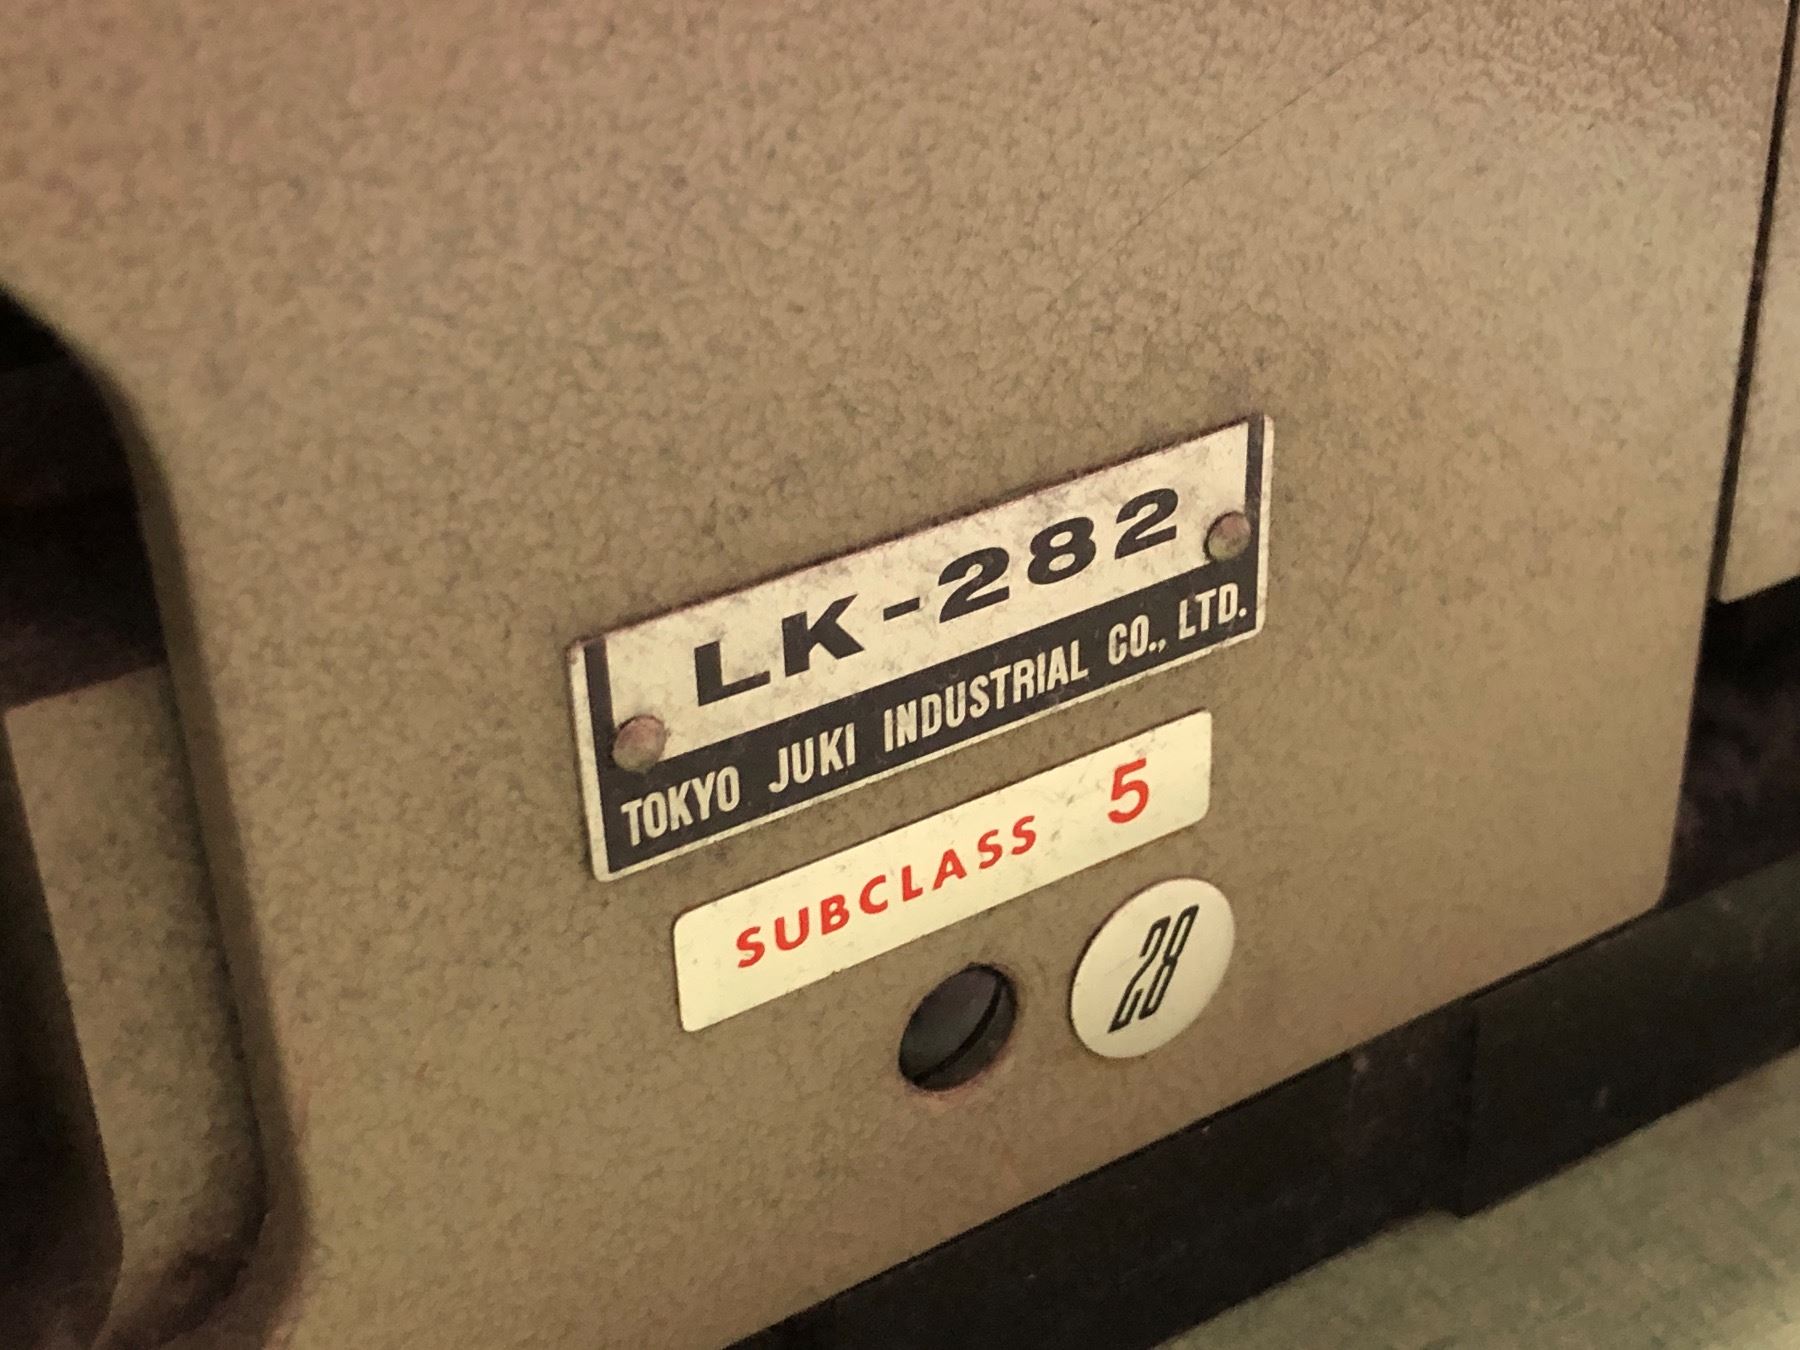 LK-282
TOKYO JUKI INDUSTRIAL CO., LTD.
SUBCLASS 5
28